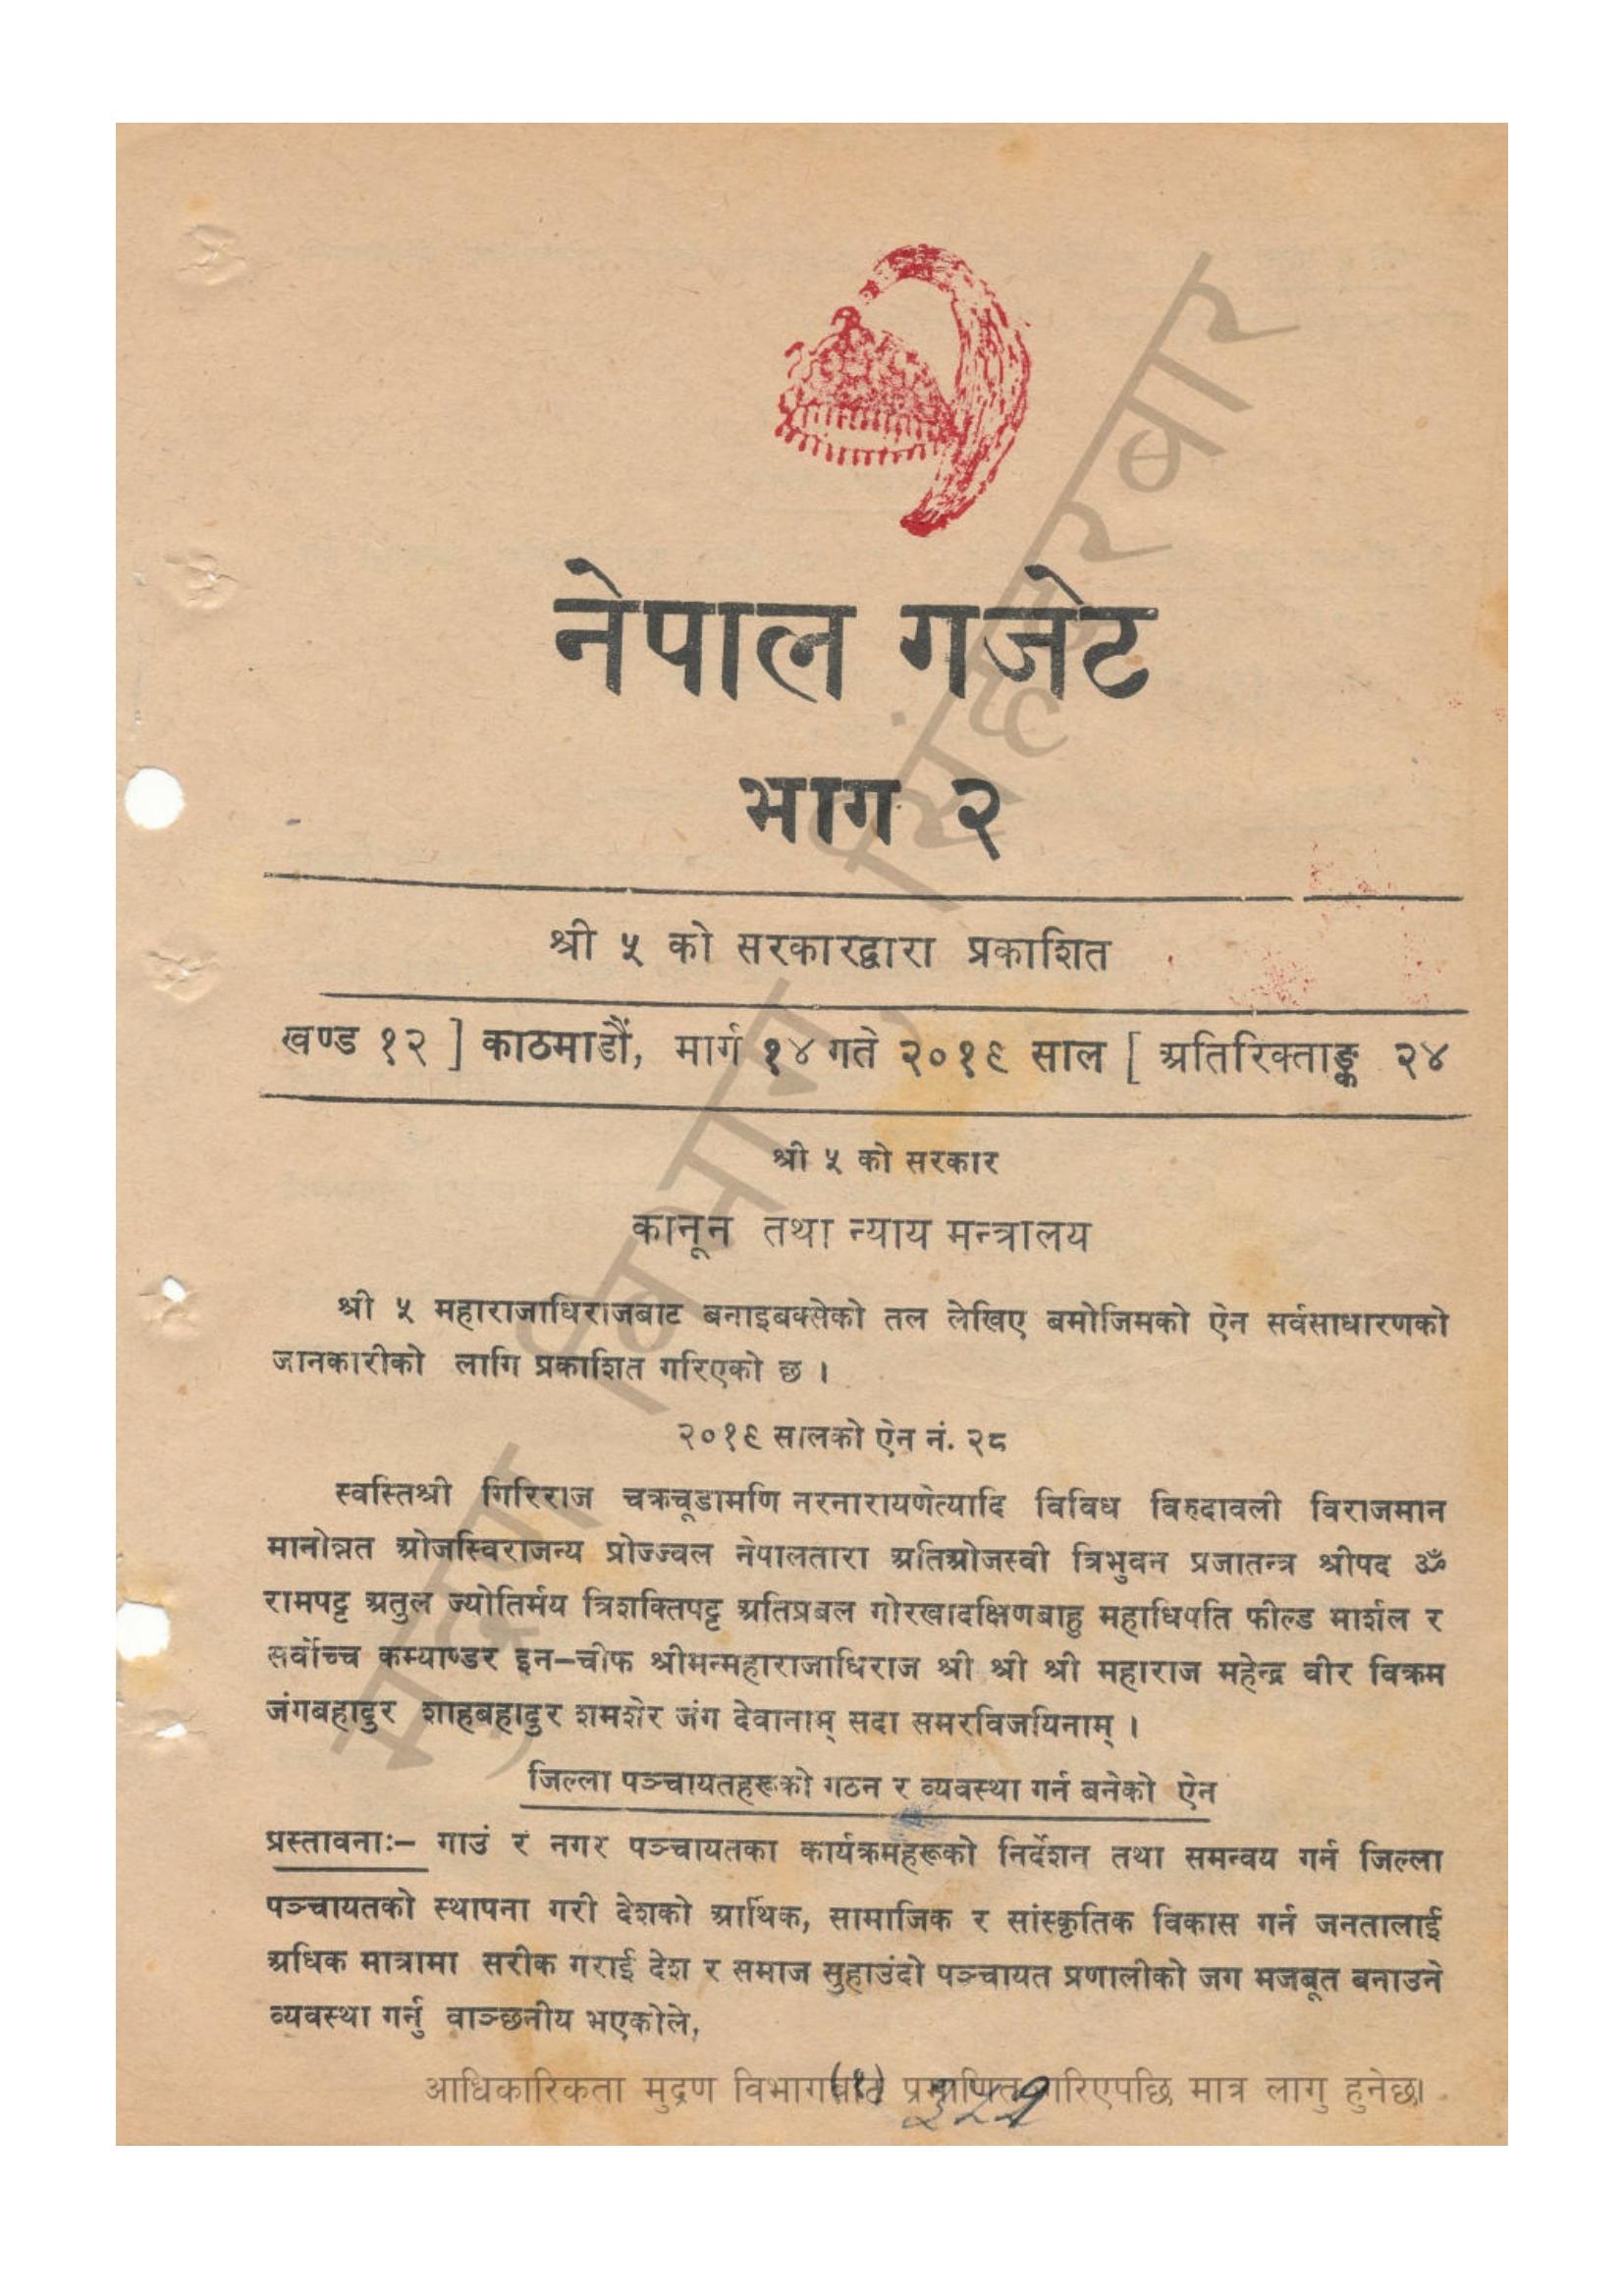 नेपाल गजेट
भाग २
श्री ५ को सरकारद्वारा प्रकाशित
खण्ड १२ ] काठमाडौं, मार्ग १४ गते २०१९ साल [ अतिरिक्ताङ्क २४
श्री ५ को सरकार
कानून तथा न्याय मन्त्रालय
श्री ५ महाराजाधिराजबाट बनाइबक्सेको तल लेखिए बमोजिमको ऐन सर्वसाधारणको
जानकारीको लागि प्रकाशित गरिएको छ ।
२०१९ सालको ऐन नं. २८
स्वस्तिश्री गिरिराज चक्रचूडामणि नरनारायणेत्यादि विविध विरुदावली विराजमान
मानोन्नत ओजस्विराजन्य प्रोज्ज्वल नेपालतारा अतिओजस्वी त्रिभुवन प्रजातन्त्र श्रीपद ॐ
रामपट्ट अतुल ज्योतिर्मय त्रिशक्तिपट्ट अतिप्रबल गोरखादक्षिणबाहु महाधिपति फील्ड मार्शल र
सर्वोच्च कम्याण्डर इन–चीफ श्रीमन्महाराजाधिराज श्री श्री श्री महाराज महेन्द्र वीर विक्रम
जंगबहादुर शाहबहादुर शमशेर जंग देवानाम् सदा समरविजयिनाम् ।
जिल्ला पञ्चायतहरूको गठन र व्यवस्था गर्न बनेको ऐन
प्रस्तावनाः– गाउं र नगर पञ्चायतका कार्यक्रमहरूको निर्देशन तथा समन्वय गर्न जिल्ला
पञ्चायतको स्थापना गरी देशको आर्थिक, सामाजिक र सांस्कृतिक विकास गर्न जनतालाई
अधिक मात्रामा सरीक गराई देश र समाज सुहाउंदो पञ्चायत प्रणालीको जग मजबूत बनाउने
व्यवस्था गर्नु वाञ्छनीय भएकोले,
(१)
आधिकारिकता मुद्रण विभागबाट प्रमाणित गरिएपछि मात्र लागु हुनेछ।
मुद्रण विभाग, सिंहदरबार